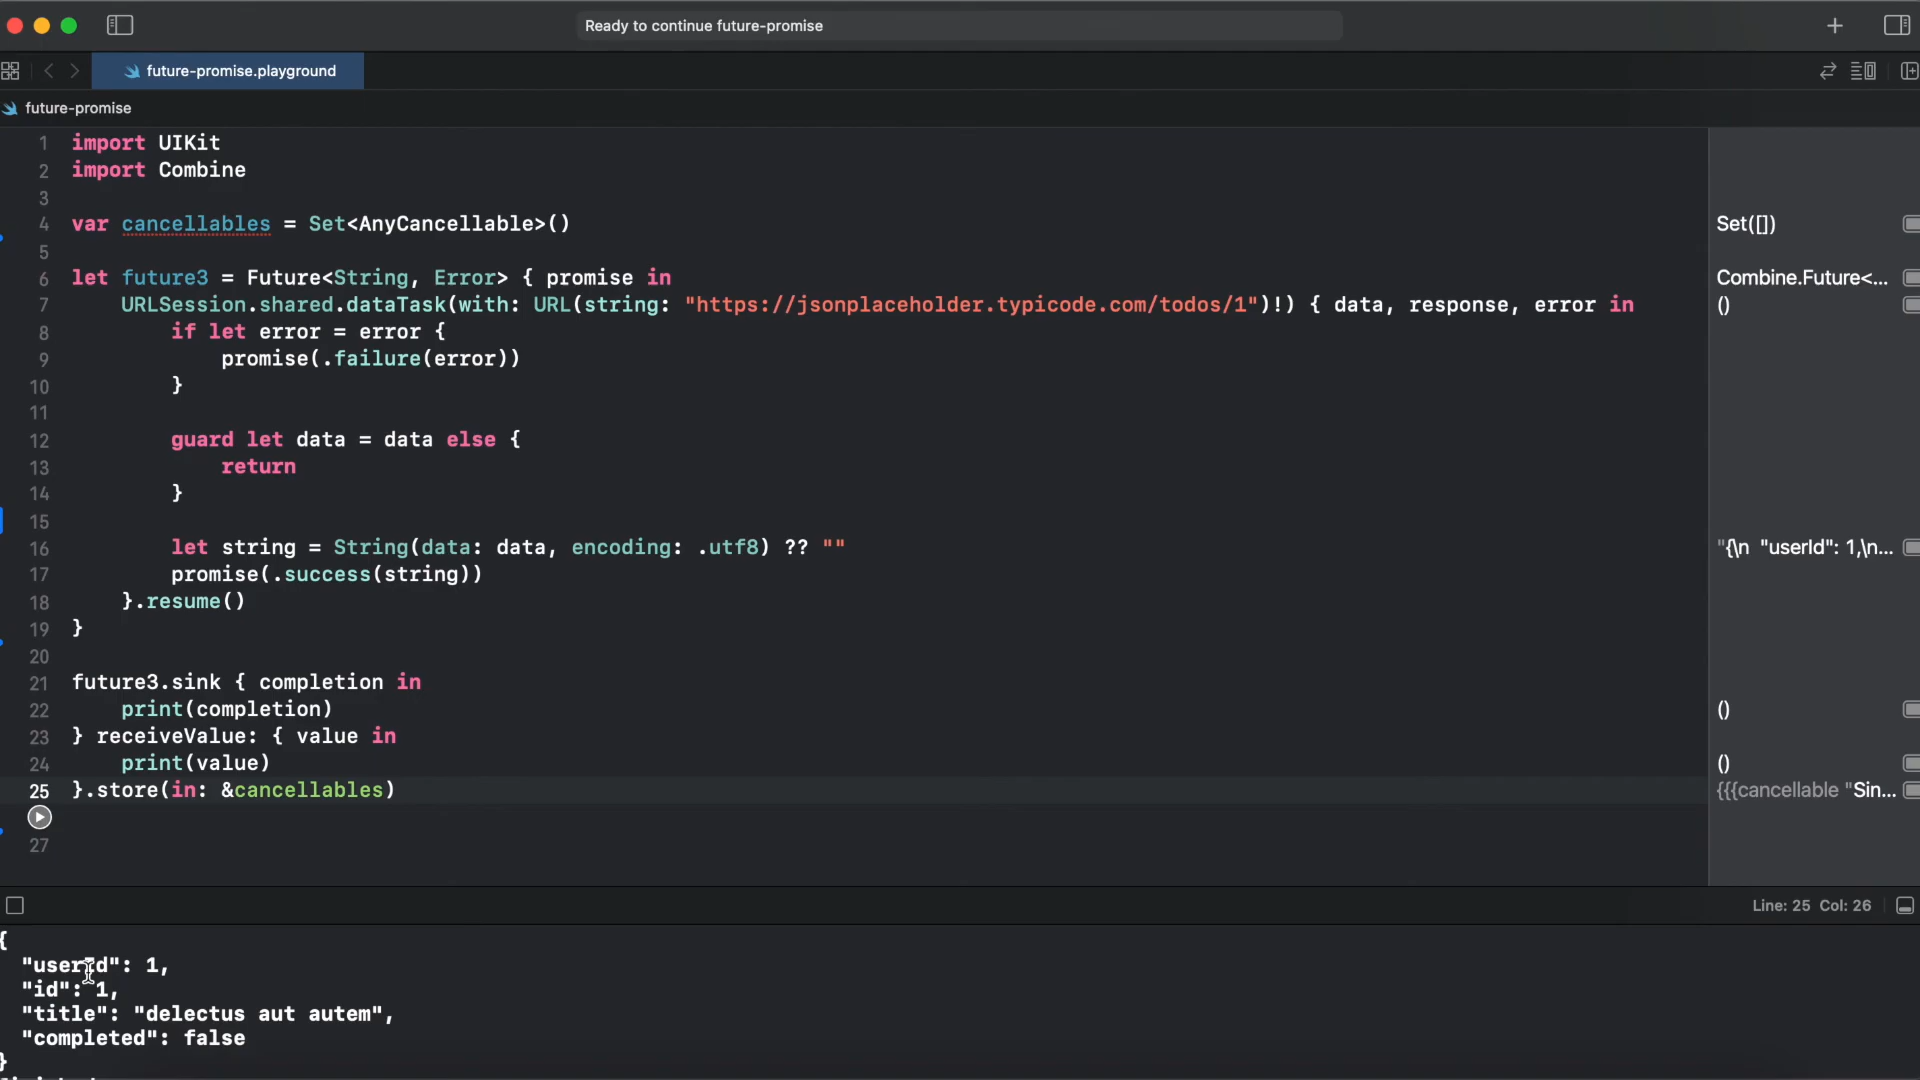 Ready to continue future-promise
future-promise.playground
future-promise
1 import UIKit
2 import Combine
3
4 var cancellables = Set<AnyCancellable>() Set([])
5
6 let future3 = Future<String, Error> { promise in Combine.Future<...
7 URLSession.shared.dataTask(with: URL(string: "https://jsonplaceholder.typicode.com/todos/1")!) { data, response, error in ()
8 if let error = error {
9 promise(.failure(error))
10 }
11
12 guard let data = data else {
13 return
14 }
15
16 let string = String(data: data, encoding: .utf8) ?? "" "{\n "userId": 1,\n...
17 promise(.success(string))
18 }.resume()
19 }
20
21 future3.sink { completion in
22 print(completion) ()
23 } receiveValue: { value in
24 print(value) ()
25 }.store(in: &cancellables) {{{cancellable "Sin...
27
Line: 25 Col: 26
{
"userId": 1,
"id": 1,
"title": "delectus aut autem",
"completed": false
}